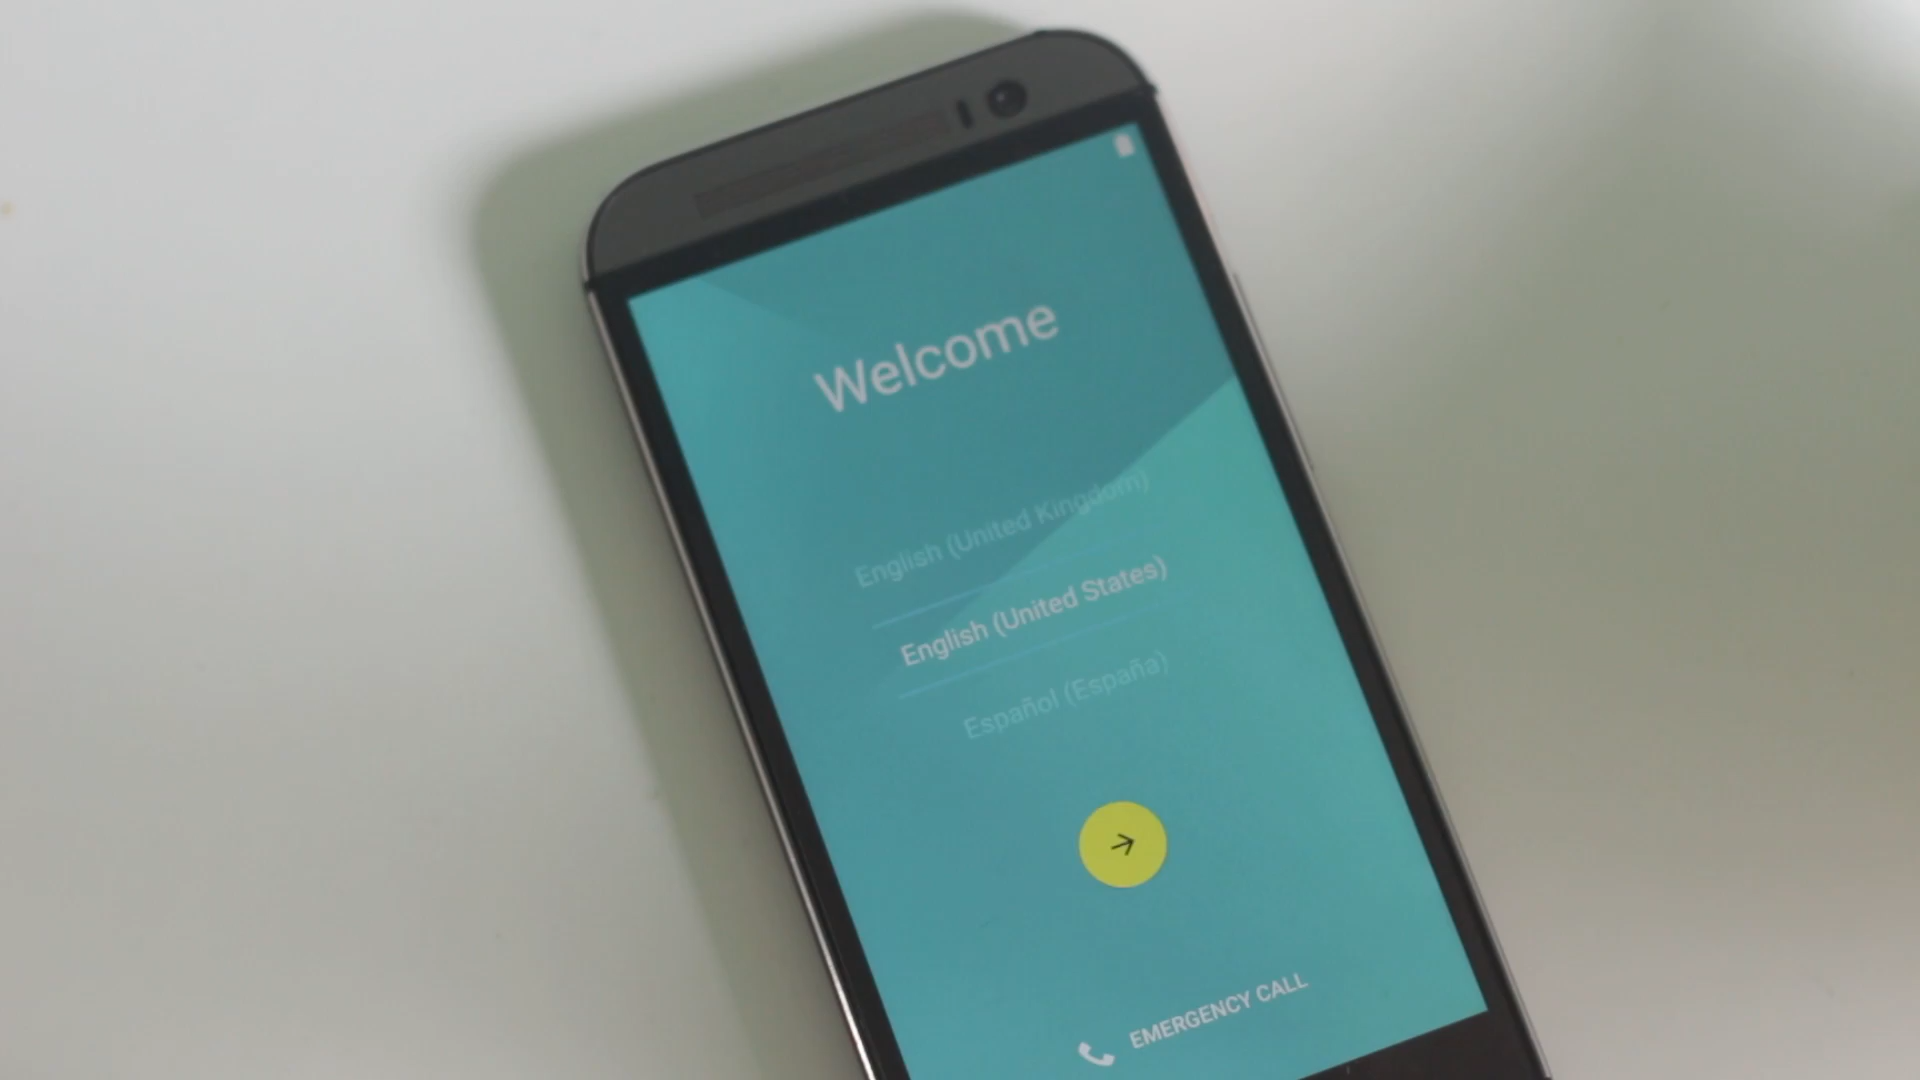 Welcome
English (United Kingdom)
English (United States)
Español (España)
EMERGENCY CALL